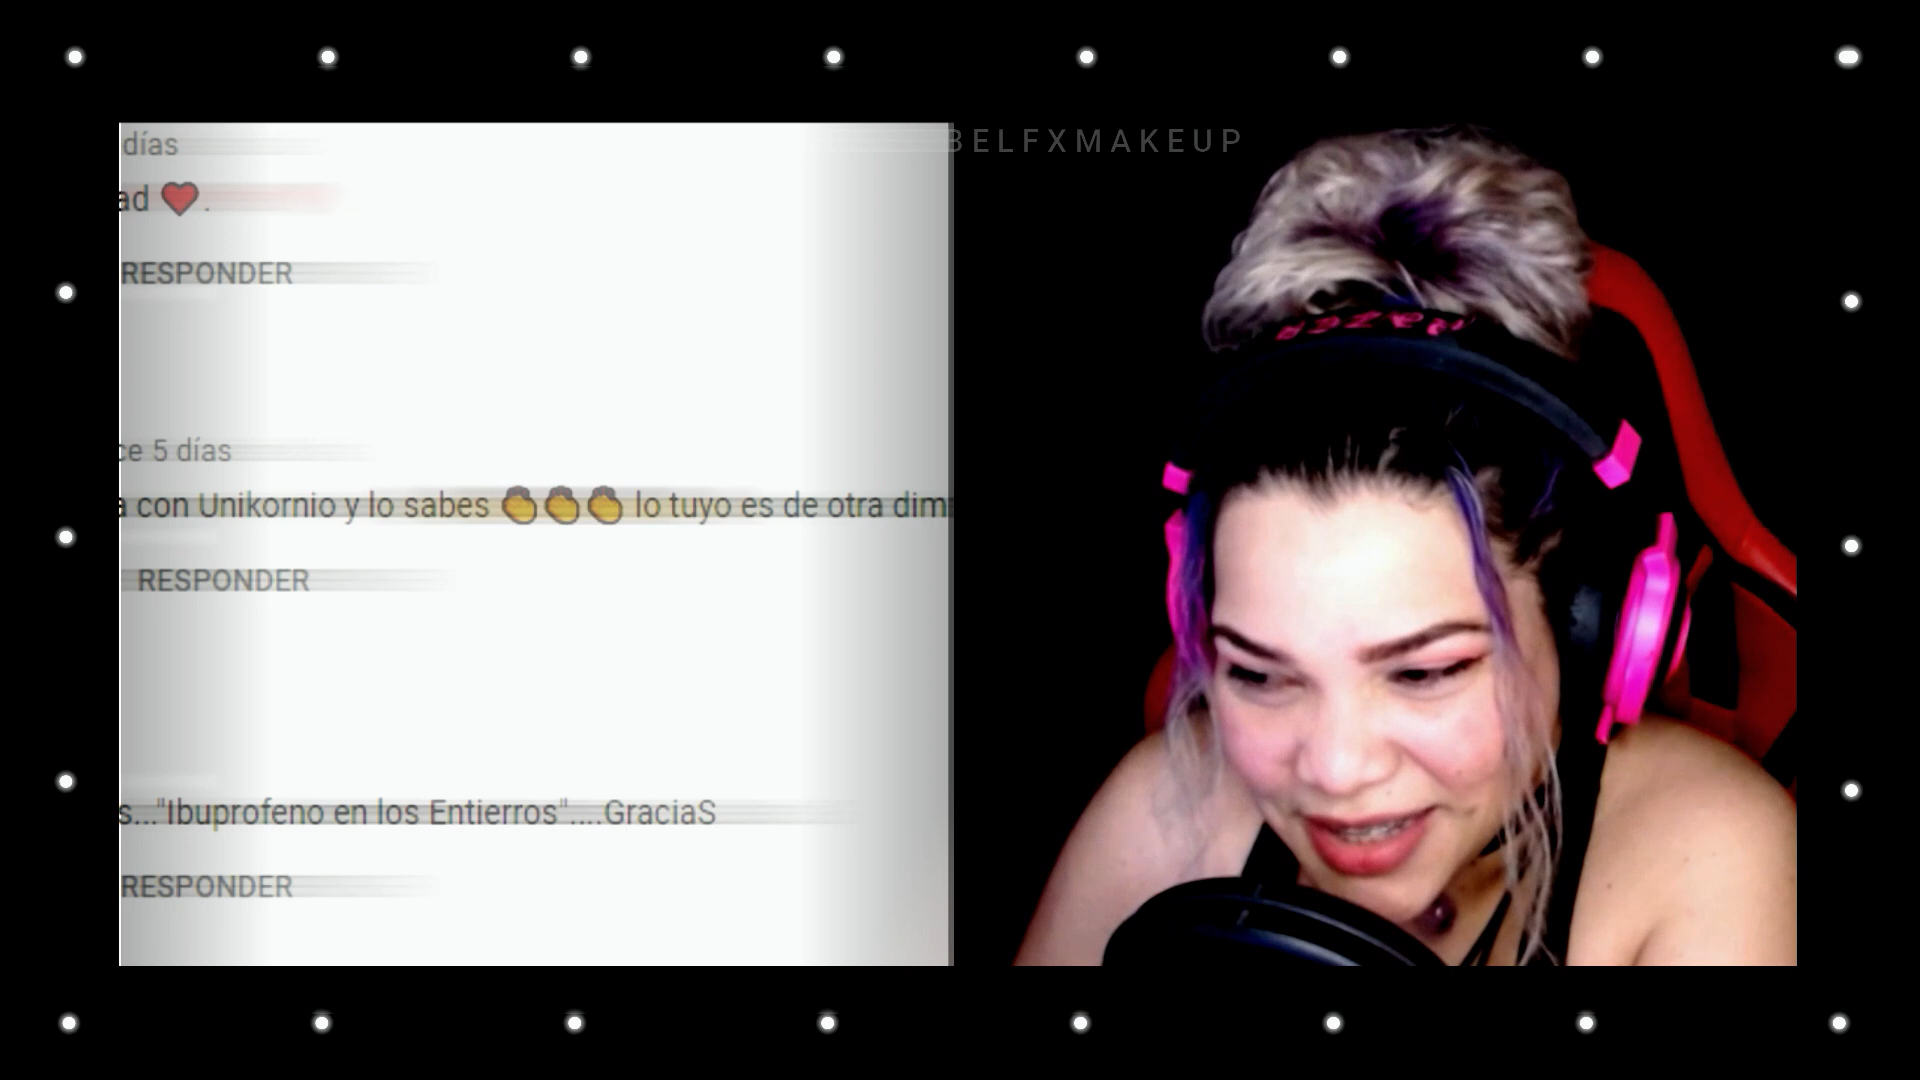 días
BELFXMAKEUP
ad ❤️.
RESPONDER
RAZER
ce 5 días
a con Unikornio y lo sabes 👏👏👏 lo tuyo es de otra dim
RESPONDER
s..."Ibuprofeno en los Entierros"....GraciaS
RESPONDER